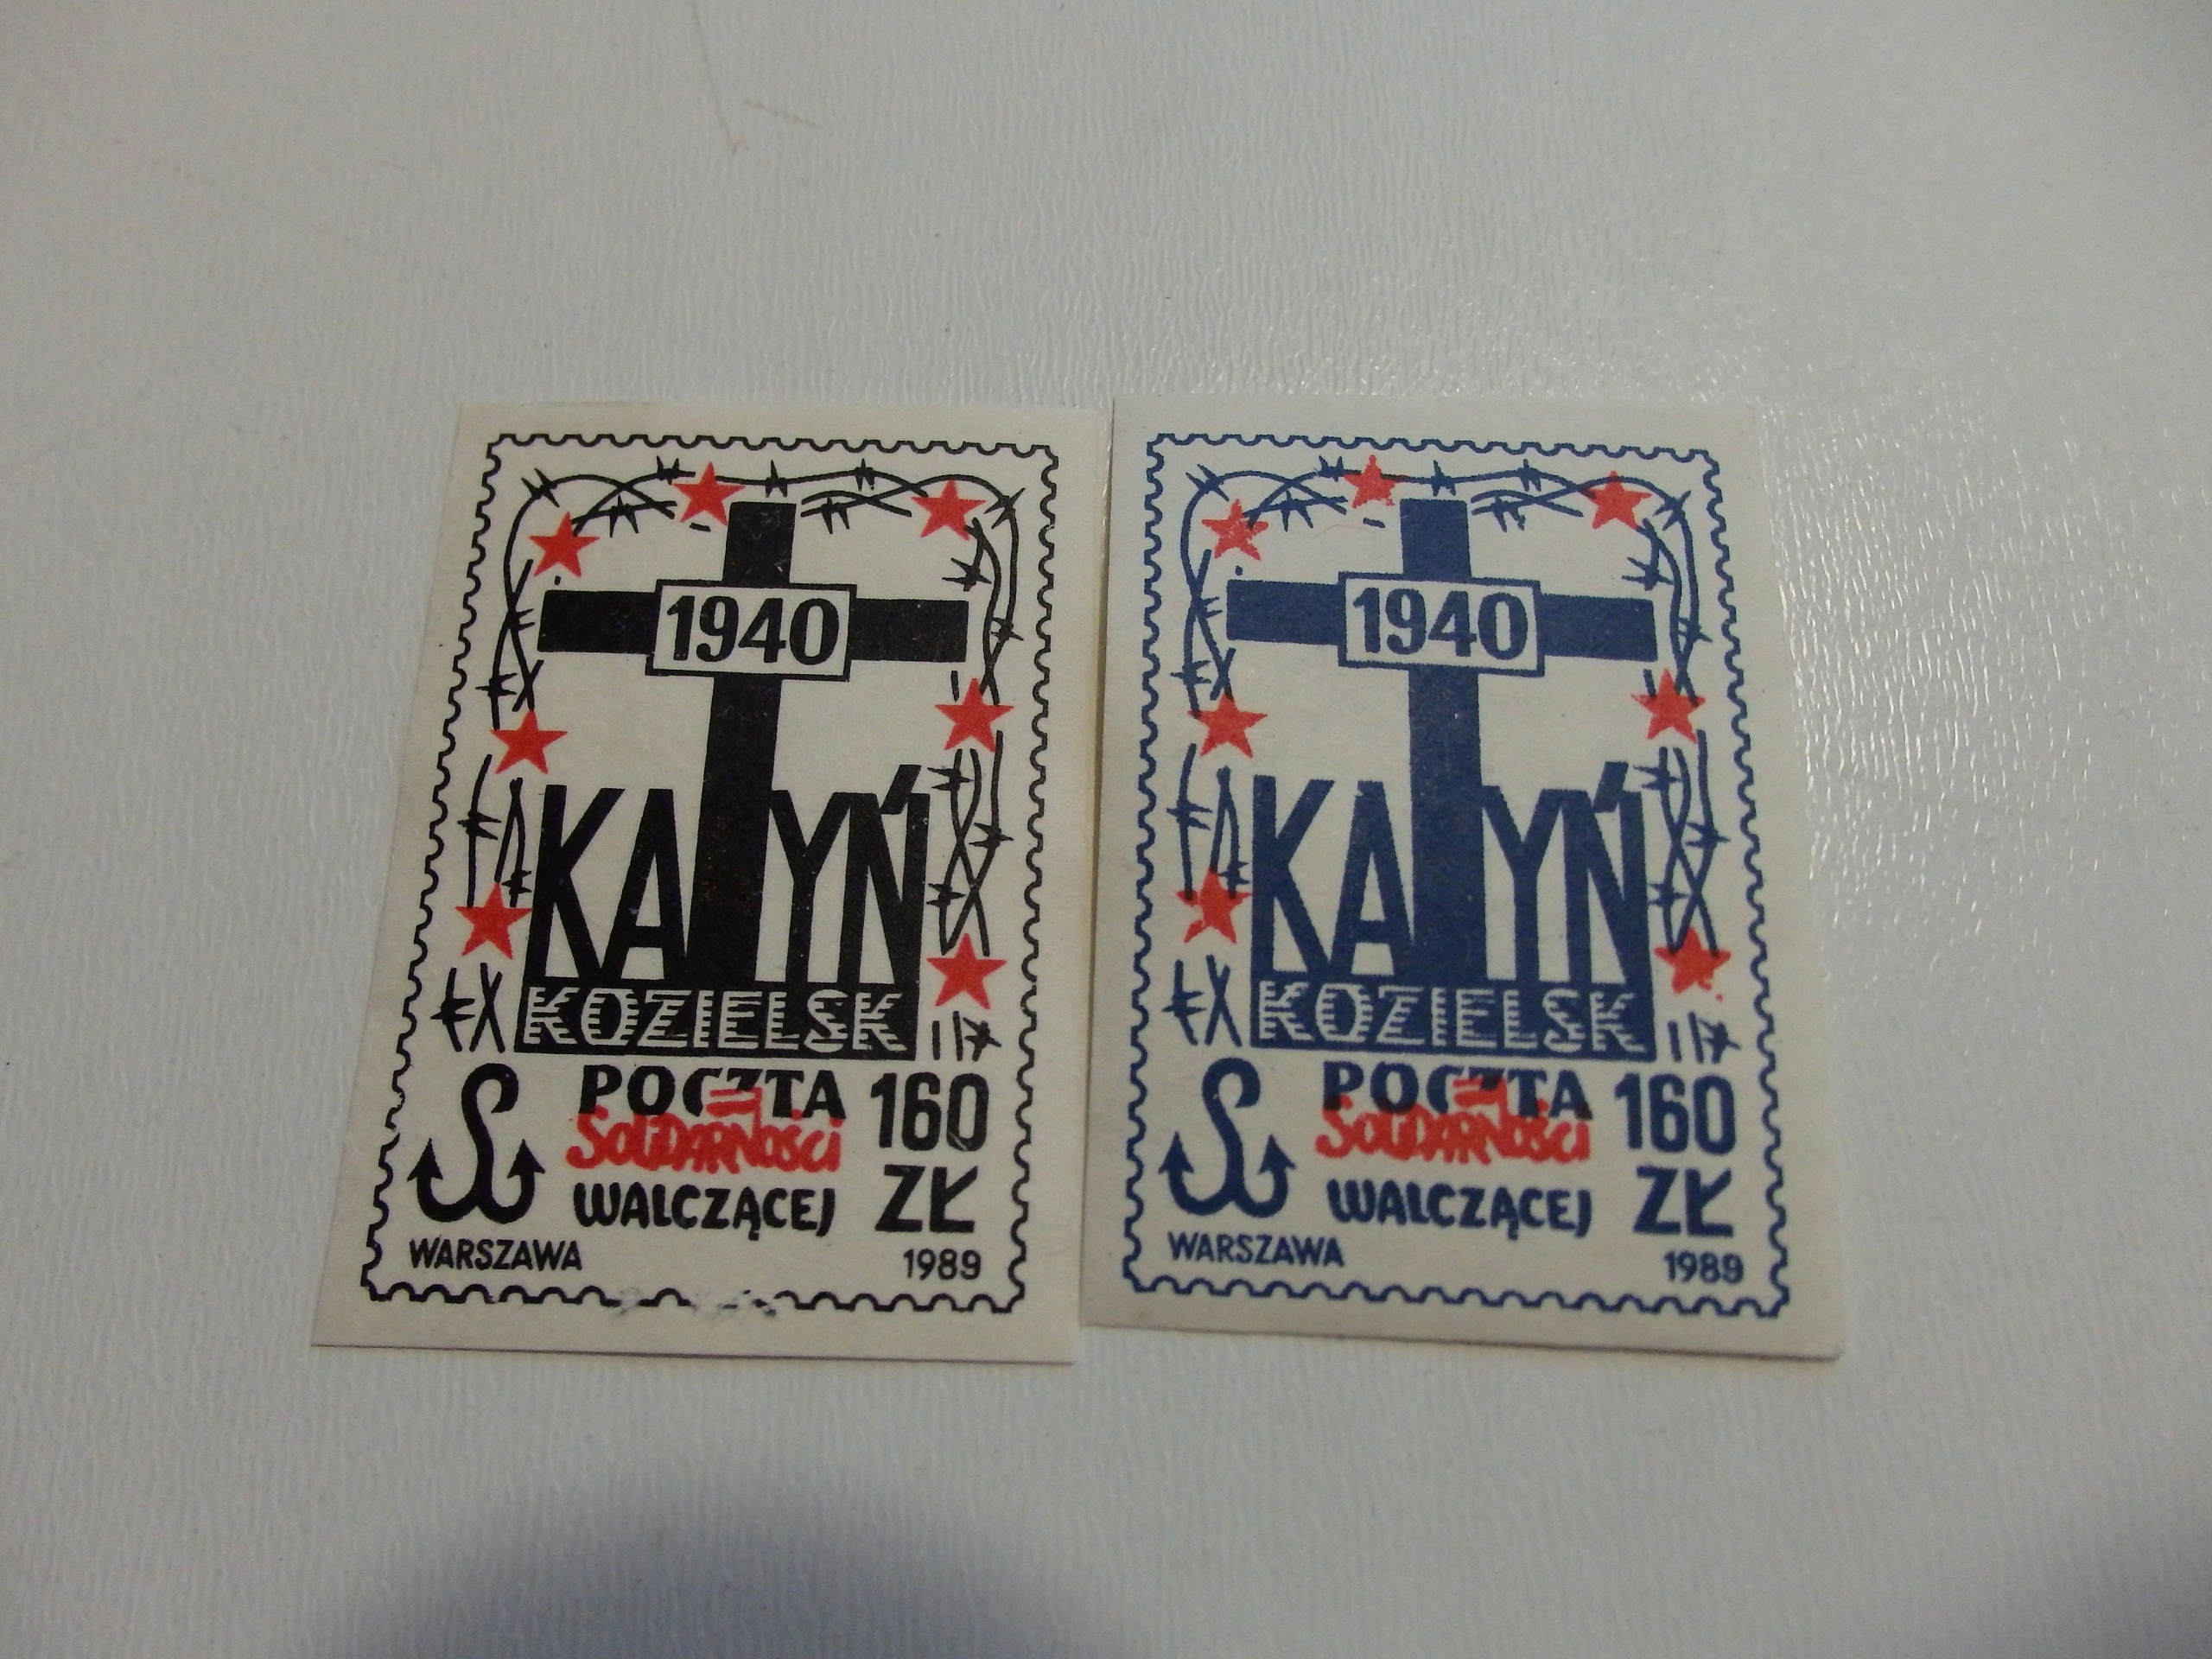 1940
KATYŃ
KOZIELSK
POCZTA
SOLIDARNOŚCI
WALCZĄCEJ
160
ZŁ
WARSZAWA
1989
1940
KATYŃ
KOZIELSK
POCZTA
SOLIDARNOŚCI
WALCZĄCEJ
160
ZŁ
WARSZAWA
1989